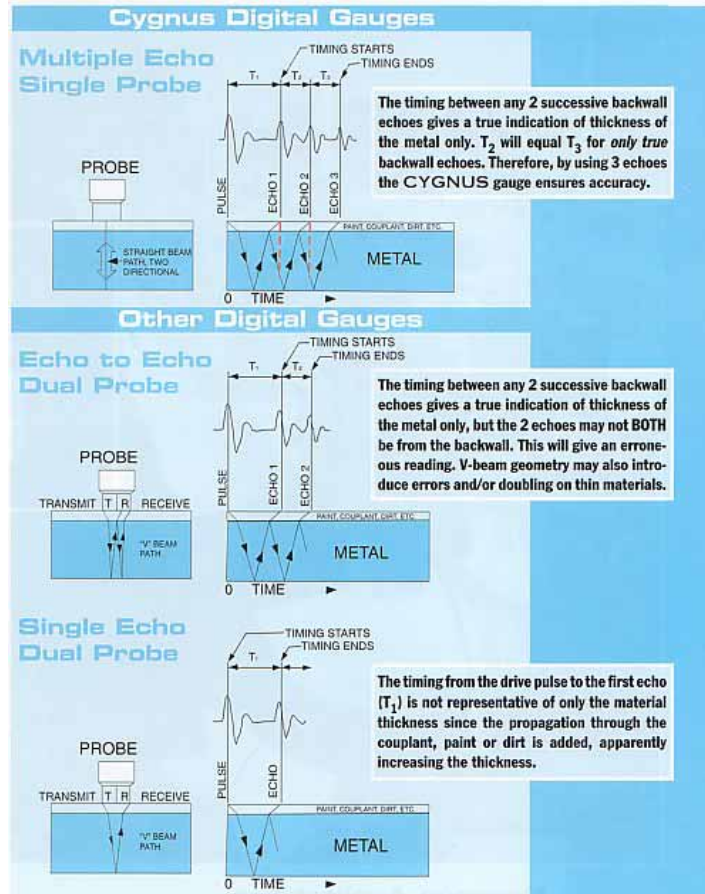 Cygnus Digital Gauges
Multiple Echo
Single Probe
TIMING STARTS
TIMING ENDS
T₁
T₂
T₃
PROBE
STRAIGHT BEAM
PATH, TWO
DIRECTIONAL
PULSE
ECHO 1
ECHO 2
ECHO 3
PAINT, COUPLANT, DIRT, ETC.
METAL
0 TIME
The timing between any 2 successive backwall
echoes gives a true indication of thickness of
the metal only. T₂ will equal T₃ for only true
backwall echoes. Therefore, by using 3 echoes
the CYGNUS gauge ensures accuracy.
Other Digital Gauges
Echo to Echo
Dual Probe
TIMING STARTS
TIMING ENDS
T₁
T₂
PROBE
TRANSMIT T R RECEIVE
"V" BEAM
PATH
PULSE
ECHO 1
ECHO 2
PAINT, COUPLANT, DIRT, ETC.
METAL
0 TIME
The timing between any 2 successive backwall
echoes gives a true indication of thickness of
the metal only, but the 2 echoes may not BOTH
be from the backwall. This will give an errone-
ous reading. V-beam geometry may also intro-
duce errors and/or doubling on thin materials.
Single Echo
Dual Probe
TIMING STARTS
TIMING ENDS
T₁
PROBE
TRANSMIT T R RECEIVE
"V" BEAM
PATH
PULSE
ECHO
PAINT, COUPLANT, DIRT, ETC.
METAL
0 TIME
The timing from the drive pulse to the first echo
(T₁) is not representative of only the material
thickness since the propagation through the
couplant, paint or dirt is added, apparently
increasing the thickness.